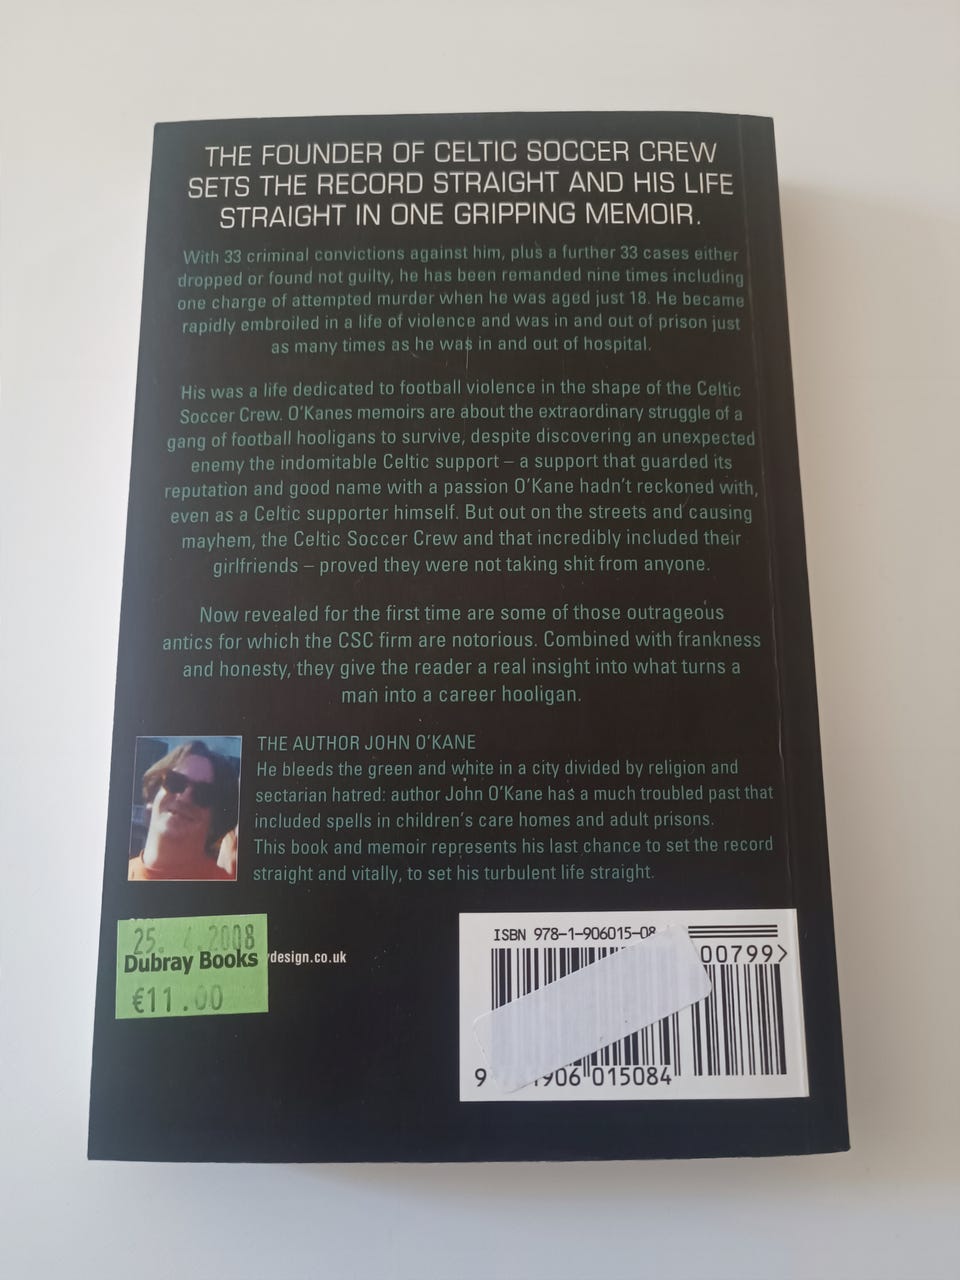 THE FOUNDER OF CELTIC SOCCER CREW
SETS THE RECORD STRAIGHT AND HIS LIFE
STRAIGHT IN ONE GRIPPING MEMOIR.
With 33 criminal convictions against him, plus a further 33 cases either
dropped or found not guilty, he has been remanded nine times including
one charge of attempted murder when he was aged just 18. He became
rapidly embroiled in a life of violence and was in and out of prison just
as many times as he was in and out of hospital.
His was a life dedicated to football violence in the shape of the Celtic
Soccer Crew. O'Kanes memoirs are about the extraordinary struggle of a
gang of football hooligans to survive, despite discovering an unexpected
enemy the indomitable Celtic support – a support that guarded its
reputation and good name with a passion O'Kane hadn't reckoned with,
even as a Celtic supporter himself. But out on the streets and causing
mayhem, the Celtic Soccer Crew and that incredibly included their
girlfriends – proved they were not taking shit from anyone.
Now revealed for the first time are some of those outrageous
antics for which the CSC firm are notorious. Combined with frankness
and honesty, they give the reader a real insight into what turns a
man into a career hooligan.
THE AUTHOR JOHN O'KANE
He bleeds the green and white in a city divided by religion and
sectarian hatred: author John O'Kane has a much troubled past that
included spells in children's care homes and adult prisons.
This book and memoir represents his last chance to set the record
straight and vitally, to set his turbulent life straight.
25. 4.2008
Dubray Books
€11.00
design.co.uk
ISBN 978-1-906015-08
00799>
9 1906 015084